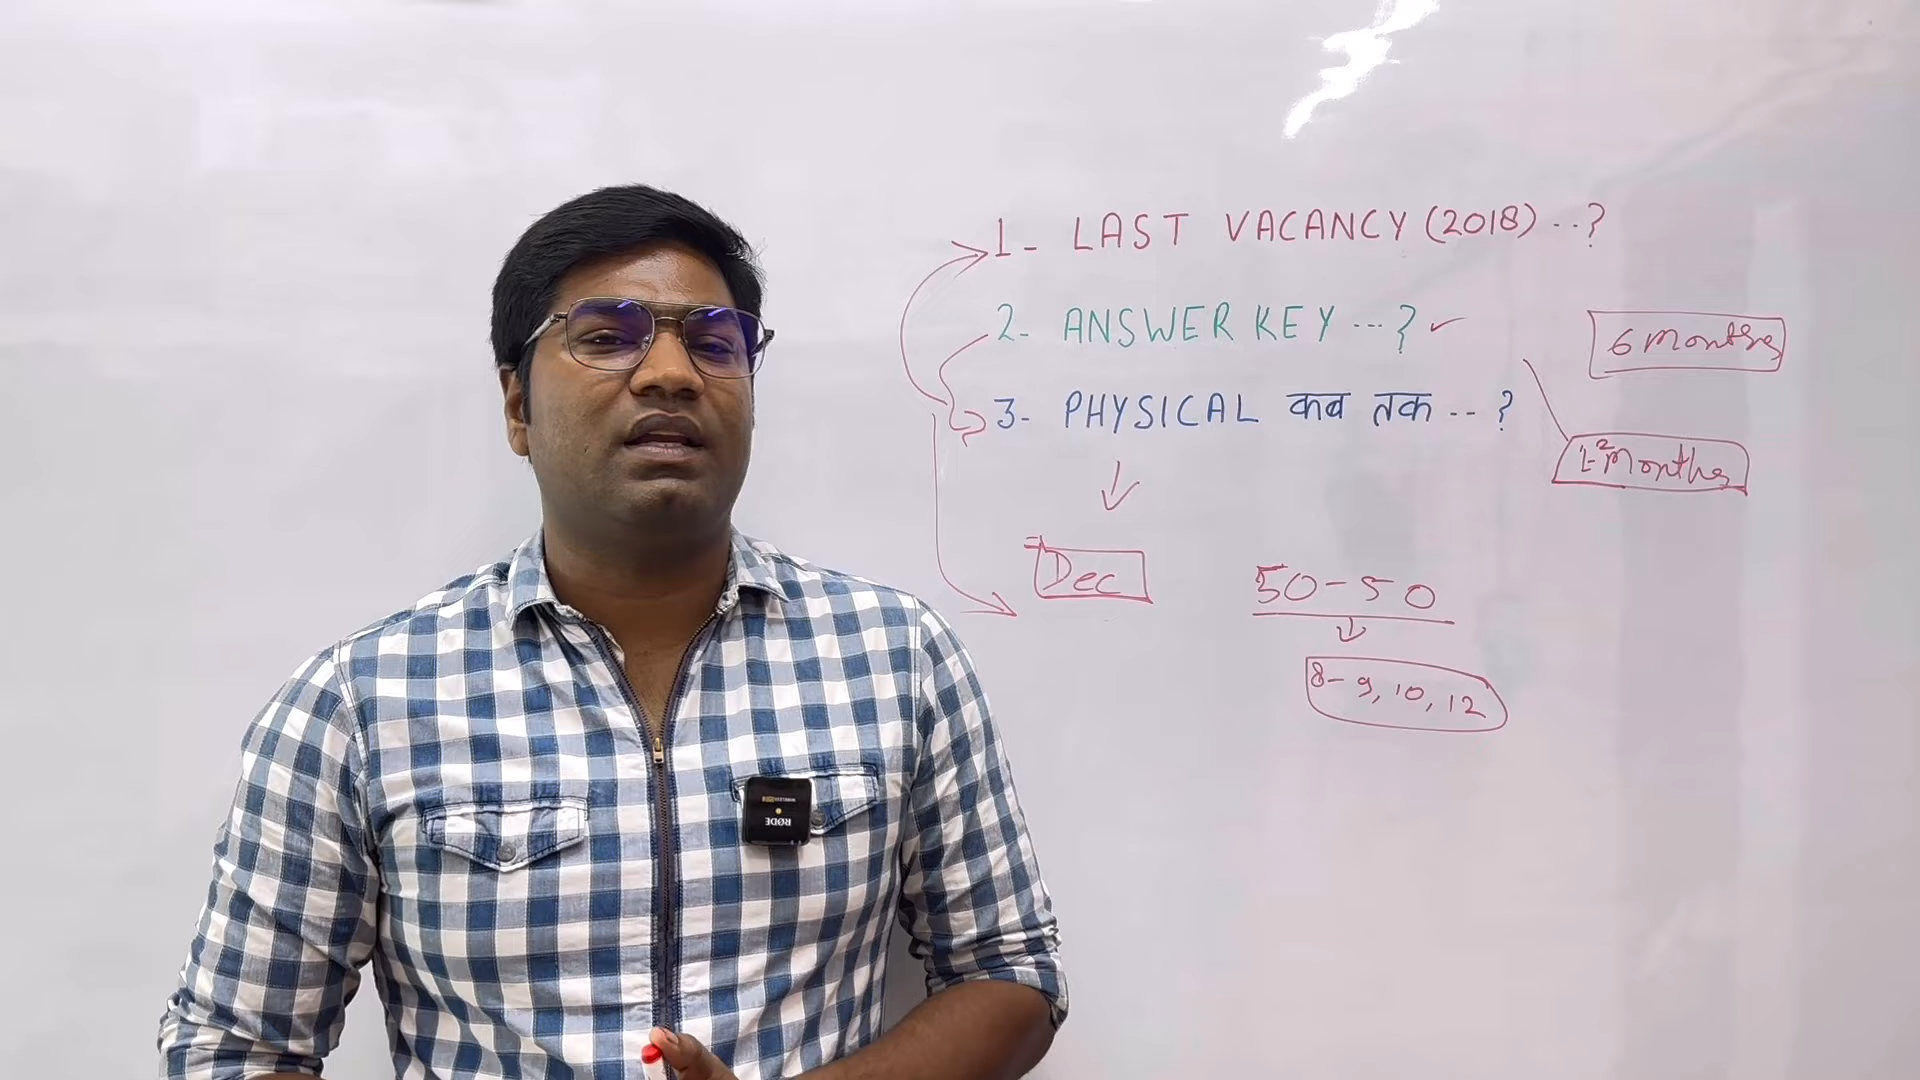 1- LAST VACANCY (2018) ...?
2- ANSWER KEY ...?
6 Months
3- PHYSICAL कब तक -- ?
1-2 Months
Dec
50-50
8-9, 10, 12
RØDE